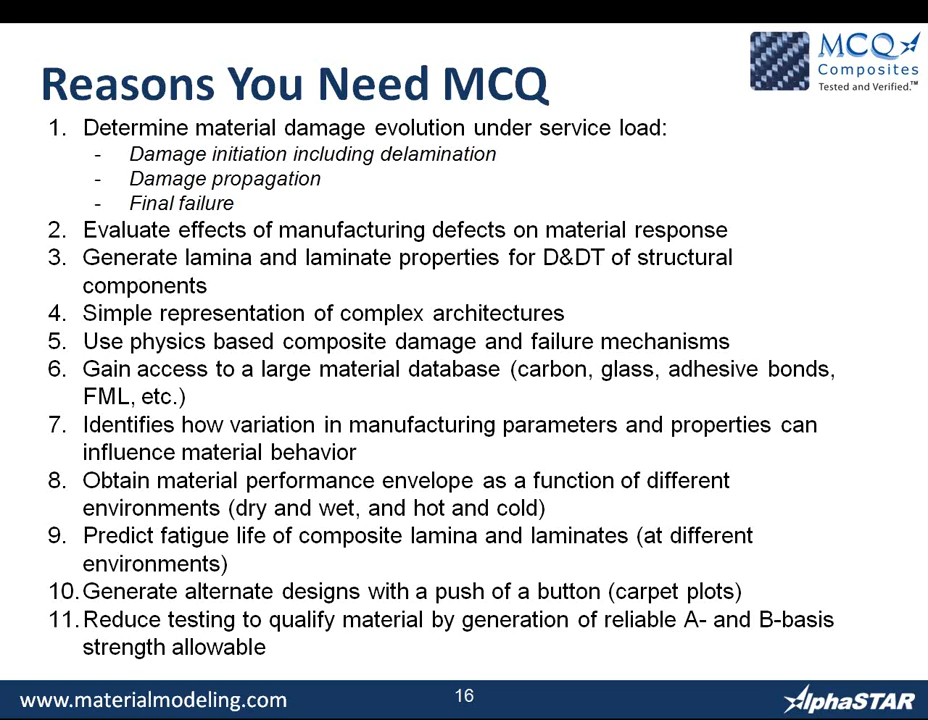 Reasons You Need MCQ
MCQ
Composites
Tested and Verified.™
1. Determine material damage evolution under service load:
- Damage initiation including delamination
- Damage propagation
- Final failure
2. Evaluate effects of manufacturing defects on material response
3. Generate lamina and laminate properties for D&DT of structural
components
4. Simple representation of complex architectures
5. Use physics based composite damage and failure mechanisms
6. Gain access to a large material database (carbon, glass, adhesive bonds,
FML, etc.)
7. Identifies how variation in manufacturing parameters and properties can
influence material behavior
8. Obtain material performance envelope as a function of different
environments (dry and wet, and hot and cold)
9. Predict fatigue life of composite lamina and laminates (at different
environments)
10. Generate alternate designs with a push of a button (carpet plots)
11. Reduce testing to qualify material by generation of reliable A- and B-basis
strength allowable
www.materialmodeling.com
16
AlphaSTAR